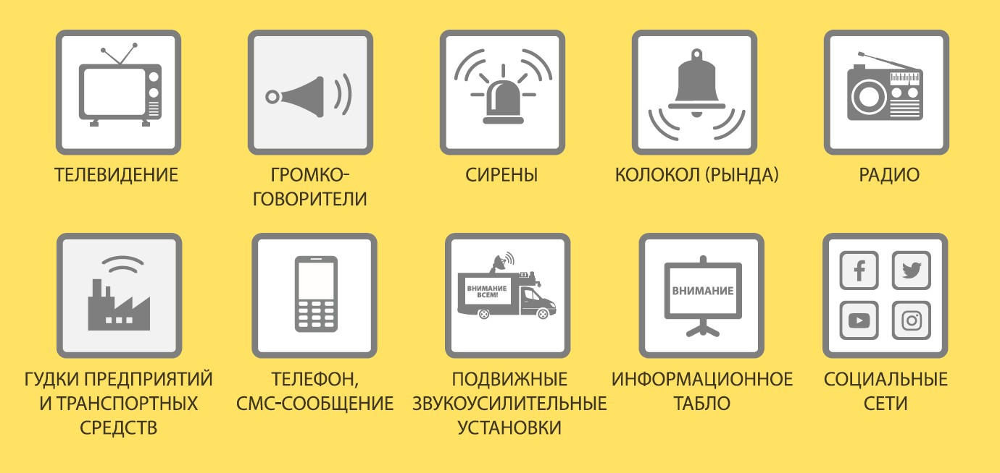 ТЕЛЕВИДЕНИЕ
ГРОМКО-
ГОВОРИТЕЛИ
СИРЕНЫ
КОЛОКОЛ (РЫНДА)
РАДИО
ГУДКИ ПРЕДПРИЯТИЙ
И ТРАНСПОРТНЫХ
СРЕДСТВ
ТЕЛЕФОН,
СМС-СООБЩЕНИЕ
ВНИМАНИЕ
ВСЕМ!
ПОДВИЖНЫЕ
ЗВУКОУСИЛИТЕЛЬНЫЕ
УСТАНОВКИ
ВНИМАНИЕ
ИНФОРМАЦИОННОЕ
ТАБЛО
СОЦИАЛЬНЫЕ
СЕТИ